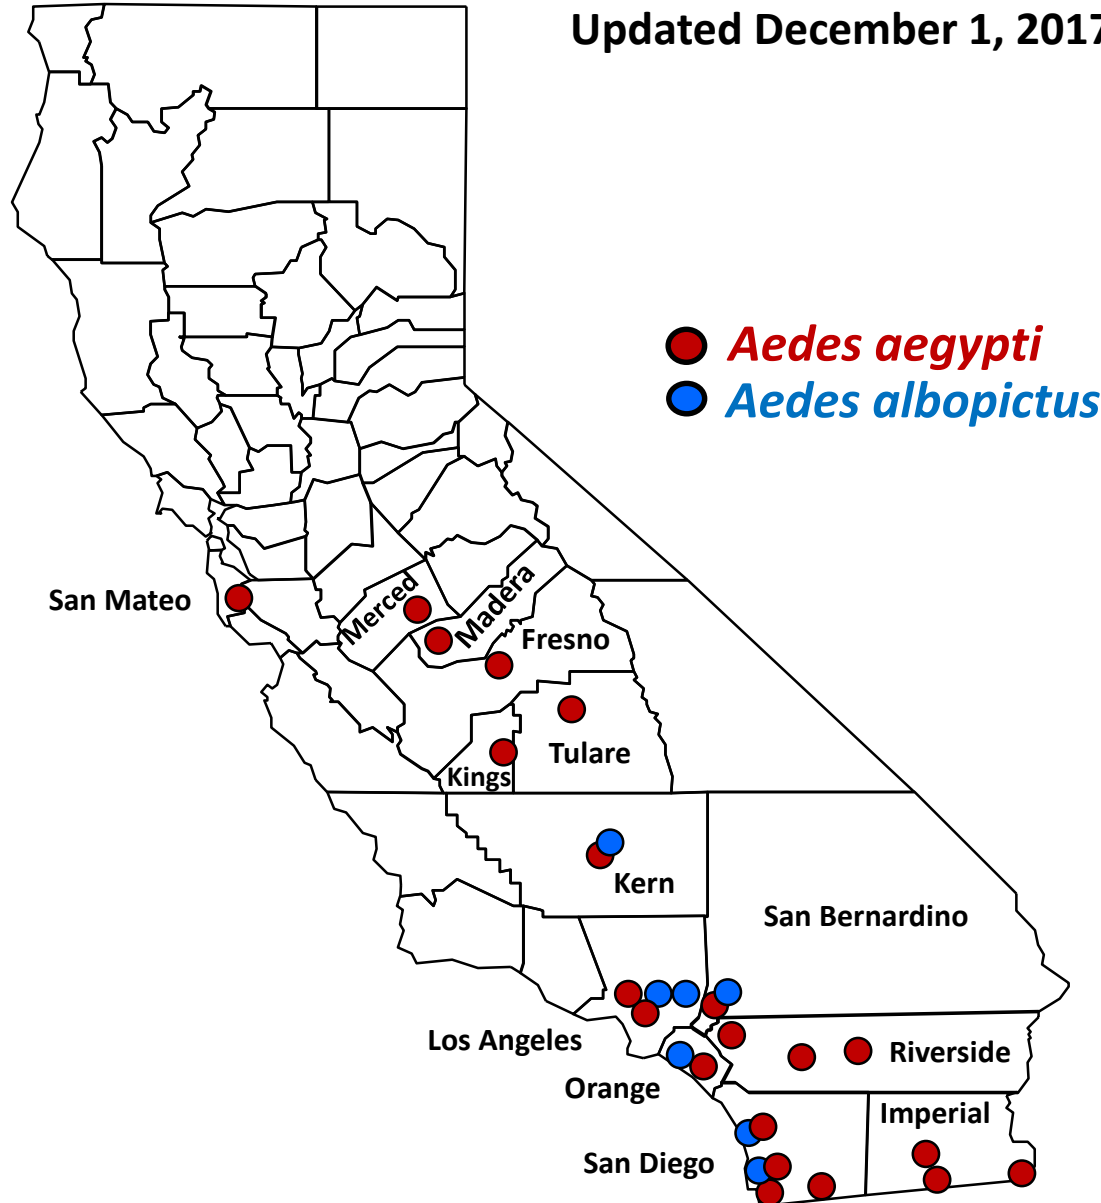 Updated December 1, 2017
Aedes aegypti
Aedes albopictus
San Mateo
Merced
Madera
Fresno
Tulare
Kings
Kern
San Bernardino
Los Angeles
Riverside
Orange
Imperial
San Diego